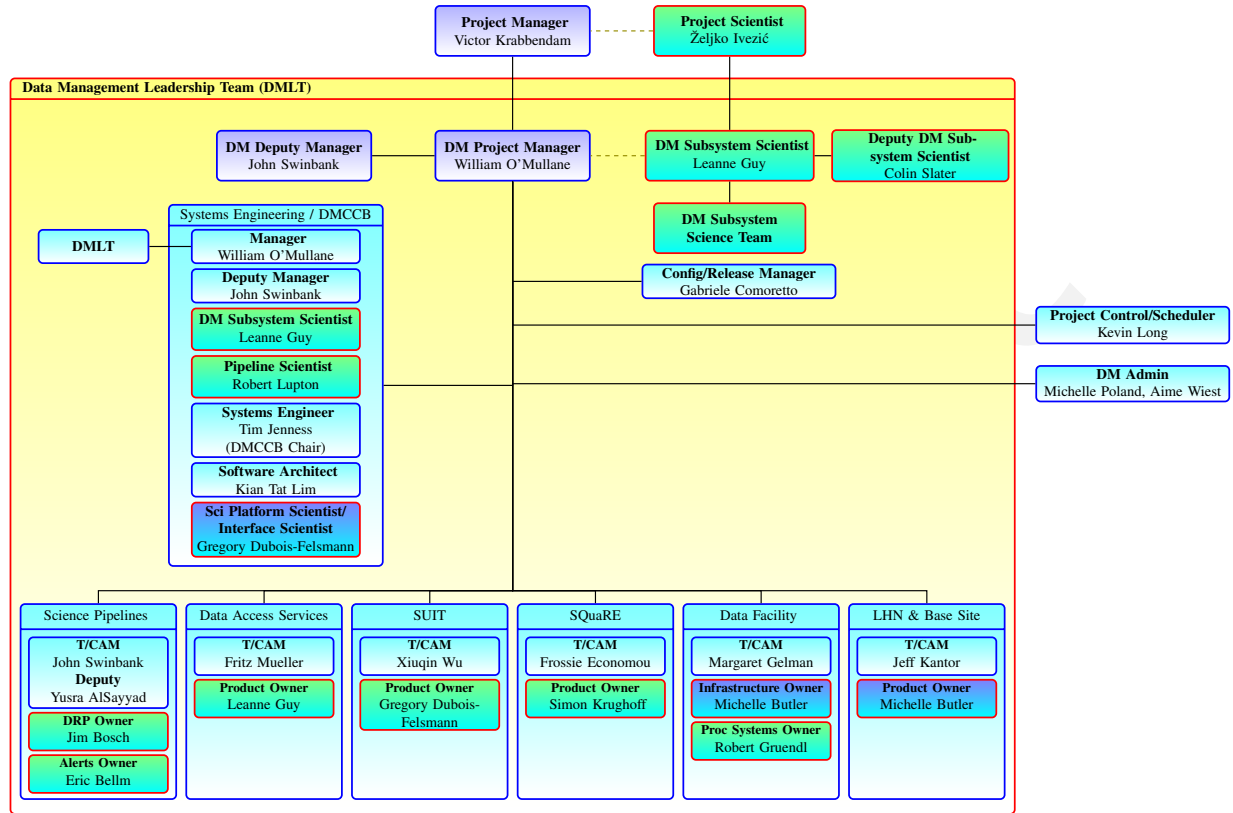 Project Manager
Victor Krabbendam
Project Scientist
Željko Ivezić
Data Management Leadership Team (DMLT)
DM Deputy Manager
John Swinbank
DM Project Manager
William O'Mullane
DM Subsystem Scientist
Leanne Guy
Deputy DM Sub-
system Scientist
Colin Slater
DM Subsystem
Science Team
DMLT
Systems Engineering / DMCCB
Manager
William O'Mullane
Deputy Manager
John Swinbank
DM Subsystem Scientist
Leanne Guy
Pipeline Scientist
Robert Lupton
Systems Engineer
Tim Jenness
(DMCCB Chair)
Software Architect
Kian Tat Lim
Sci Platform Scientist/
Interface Scientist
Gregory Dubois-Felsmann
Config/Release Manager
Gabriele Comoretto
Project Control/Scheduler
Kevin Long
DM Admin
Michelle Poland, Aime Wiest
Science Pipelines
T/CAM
John Swinbank
Deputy
Yusra AlSayyad
DRP Owner
Jim Bosch
Alerts Owner
Eric Bellm
Data Access Services
T/CAM
Fritz Mueller
Product Owner
Leanne Guy
SUIT
T/CAM
Xiuqin Wu
Product Owner
Gregory Dubois-
Felsmann
SQuaRE
T/CAM
Frossie Economou
Product Owner
Simon Krughoff
Data Facility
T/CAM
Margaret Gelman
Infrastructure Owner
Michelle Butler
Proc Systems Owner
Robert Gruendl
LHN & Base Site
T/CAM
Jeff Kantor
Product Owner
Michelle Butler